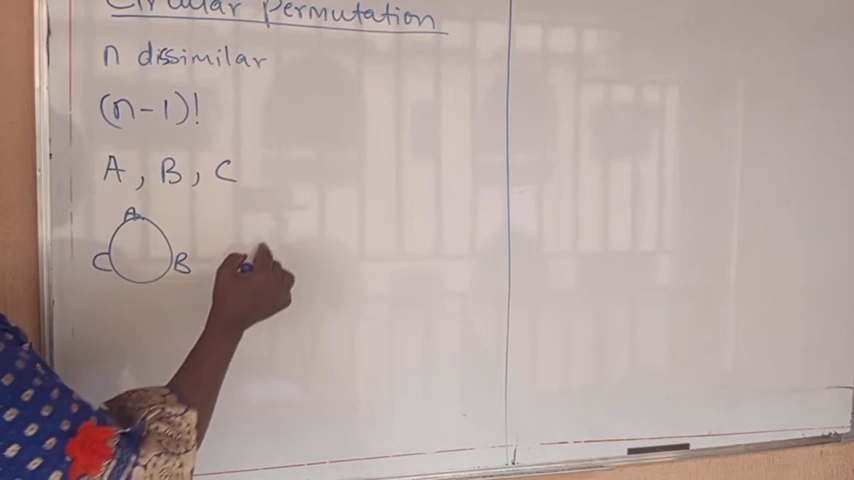 Circular Permutation
n dissimilar
(n-1)!
A, B, C
A
C B